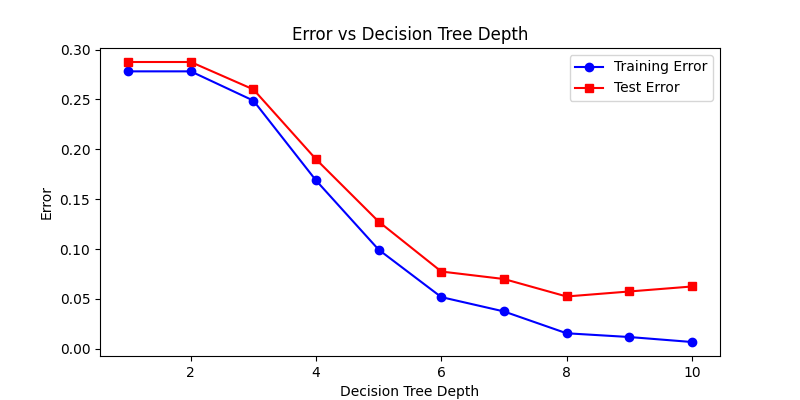 Error vs Decision Tree Depth
Training Error
Test Error
Error
0.30
0.25
0.20
0.15
0.10
0.05
0.00
2 4 6 8 10
Decision Tree Depth